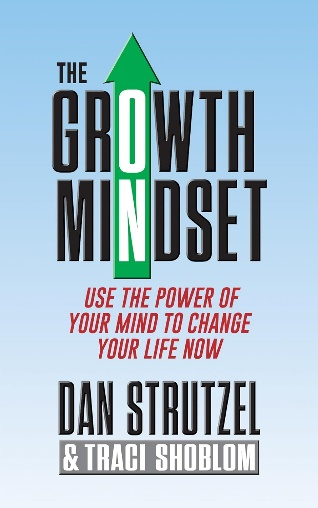 THE
GROWTH
MINDSET
USE THE POWER OF
YOUR MIND TO CHANGE
YOUR LIFE NOW
DAN STRUTZEL
& TRACI SHOBLOM